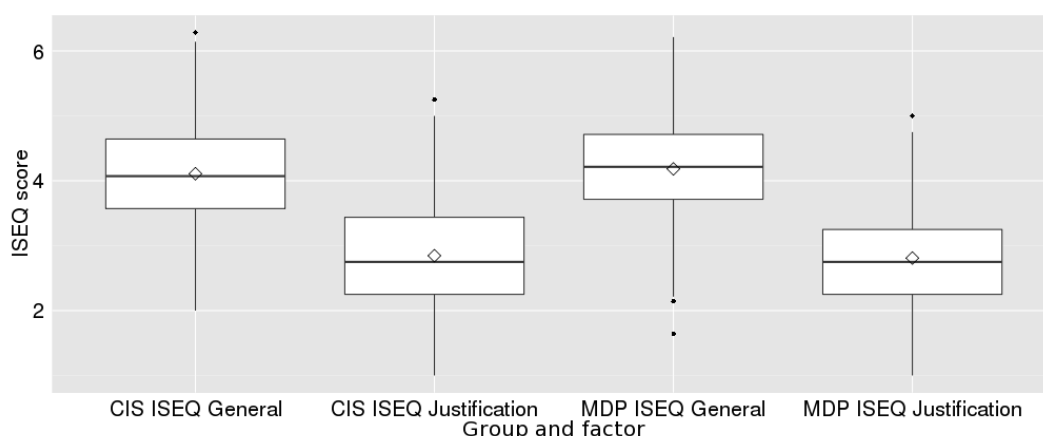 6
4
2
ISEQ score
CIS ISEQ General
CIS ISEQ Justification
MDP ISEQ General
MDP ISEQ Justification
Group and factor